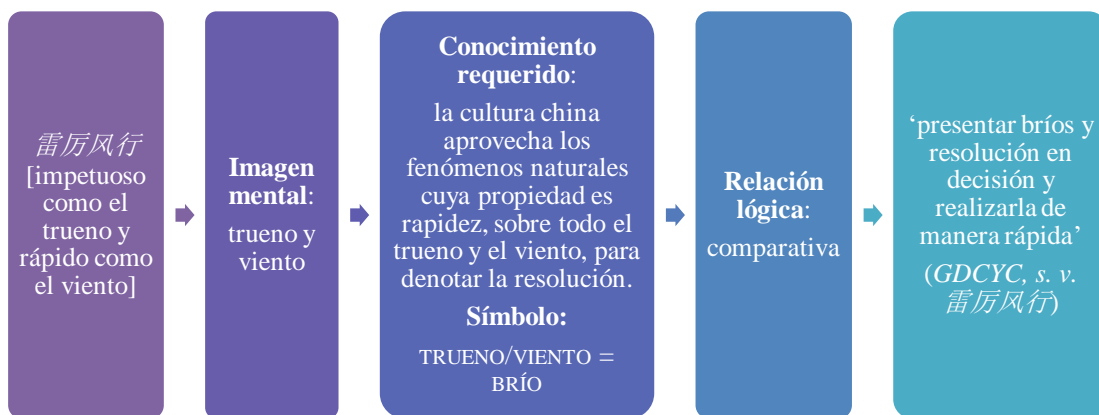 雷厉风行
[impetuoso
como el
trueno y
rápido como
el viento]
Imagen
mental:
trueno y
viento
Conocimiento
requerido:
la cultura china
aprovecha los
fenómenos naturales
cuya propiedad es
rapidez, sobre todo el
trueno y el viento, para
denotar la resolución.
Símbolo:
TRUENO/VIENTO =
BRÍO
Relación
lógica:
comparativa
‘presentar bríos y
resolución en
decisión y
realizarla de
manera rápida’
(GDCYC, s. v.
雷厉风行)